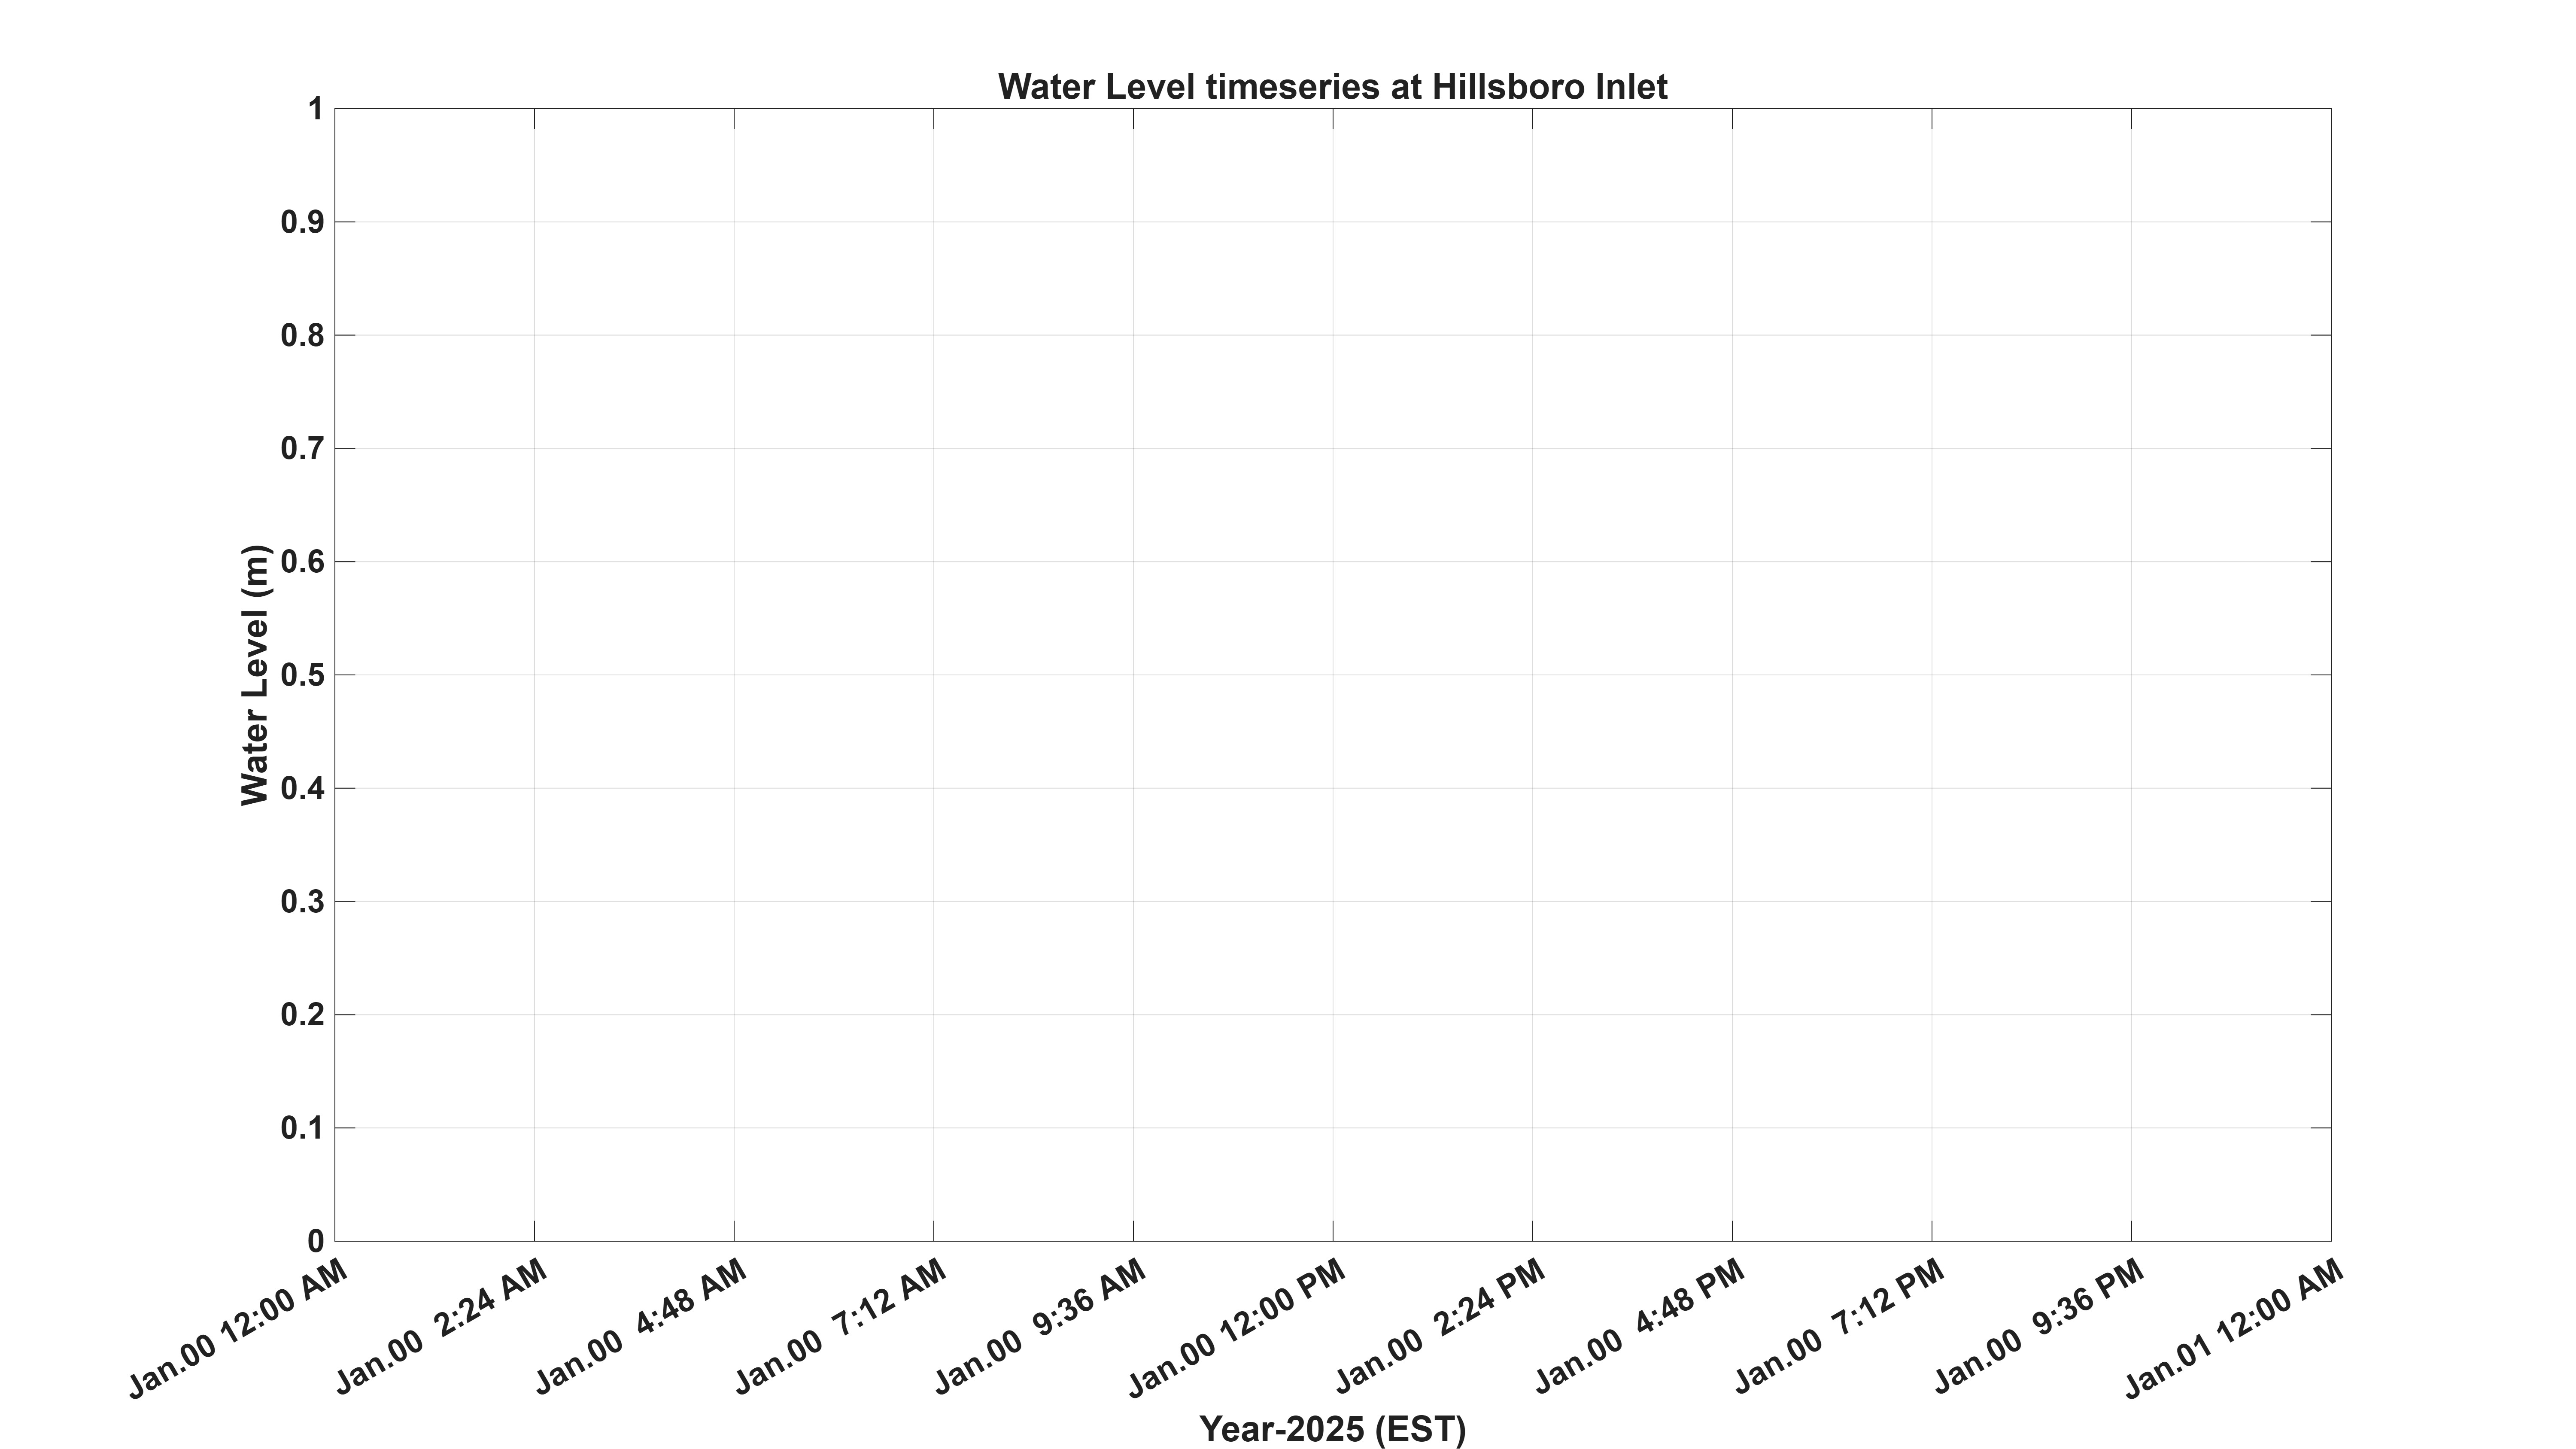 Water Level timeseries at Hillsboro Inlet
1
0.9
0.8
0.7
0.6
0.5
0.4
0.3
0.2
0.1
0
Water Level (m)
Jan.00 12:00 AM
Jan.00  2:24 AM
Jan.00  4:48 AM
Jan.00  7:12 AM
Jan.00  9:36 AM
Jan.00 12:00 PM
Jan.00  2:24 PM
Jan.00  4:48 PM
Jan.00  7:12 PM
Jan.00  9:36 PM
Jan.01 12:00 AM
Year-2025 (EST)